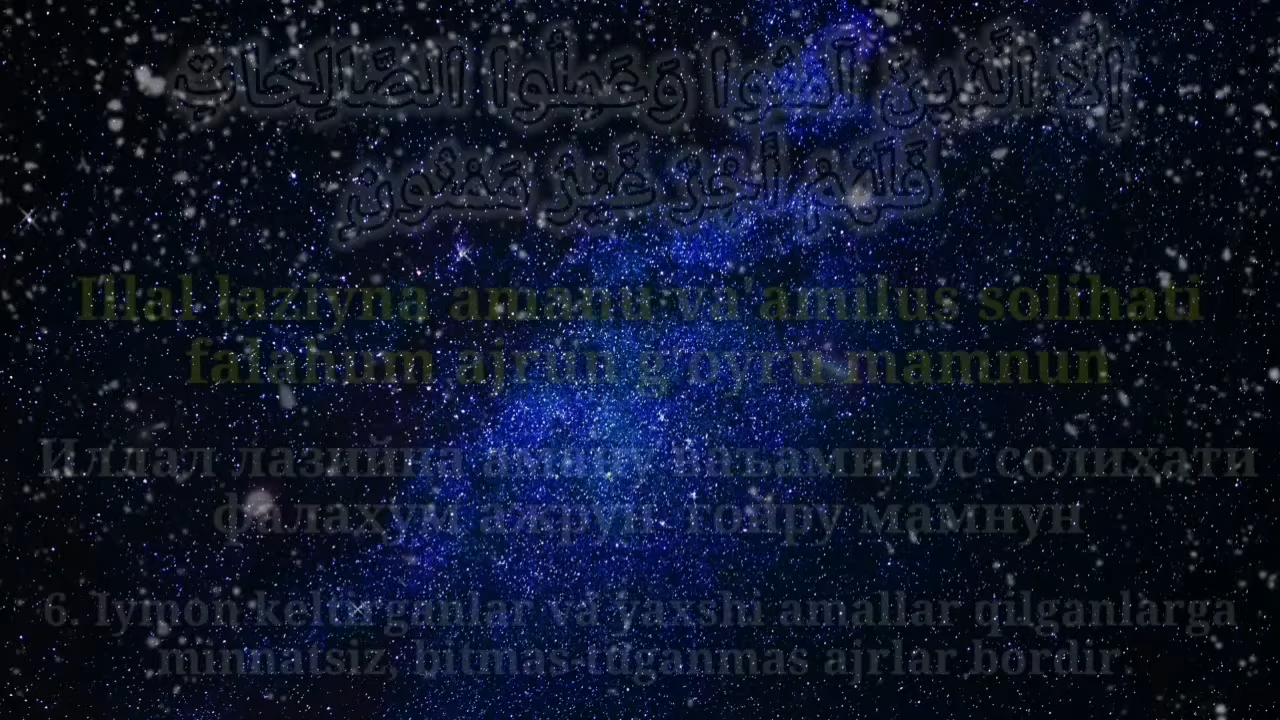 إِلَّا الَّذِينَ آمَنُوا وَعَمِلُوا الصَّالِحَاتِ
فَلَهُمْ أَجْرٌ غَيْرُ مَمْنُونٍ
Illal laziyna amanu va'amilus solihati
falahum ajrun g'oyru mamnun
Иллал лазийна аману ваъамилус солихати
фалахум ажрун ғойру мамнун
6. Iymon keltirganlar va yaxshi amallar qilganlarga
minnatsiz, bitmas-tuganmas ajrlar bordir.